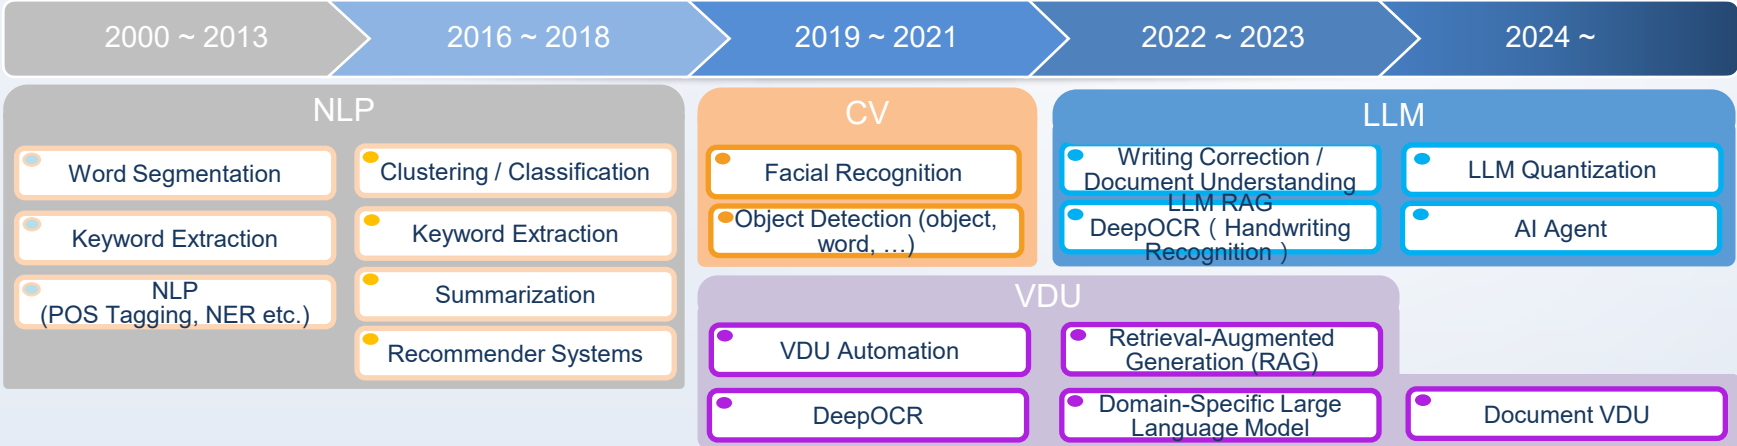 2000 ~ 2013
2016 ~ 2018
2019 ~ 2021
2022 ~ 2023
2024 ~
NLP
Word Segmentation
Keyword Extraction
NLP
(POS Tagging, NER etc.)
Clustering / Classification
Keyword Extraction
Summarization
Recommender Systems
CV
Facial Recognition
Object Detection (object,
word, …)
LLM
Writing Correction /
Document Understanding
LLM RAG
DeepOCR（ Handwriting
Recognition ）
LLM Quantization
AI Agent
VDU
VDU Automation
DeepOCR
Retrieval-Augmented
Generation (RAG)
Domain-Specific Large
Language Model
Document VDU